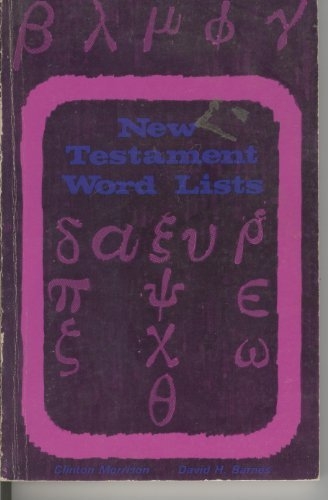 β λ μ φ γ
New
Testament
Word Lists
δ α ξ υ ρ
π ψ ε
ξ χ ω
θ
Clinton Morrison David H. Barnes